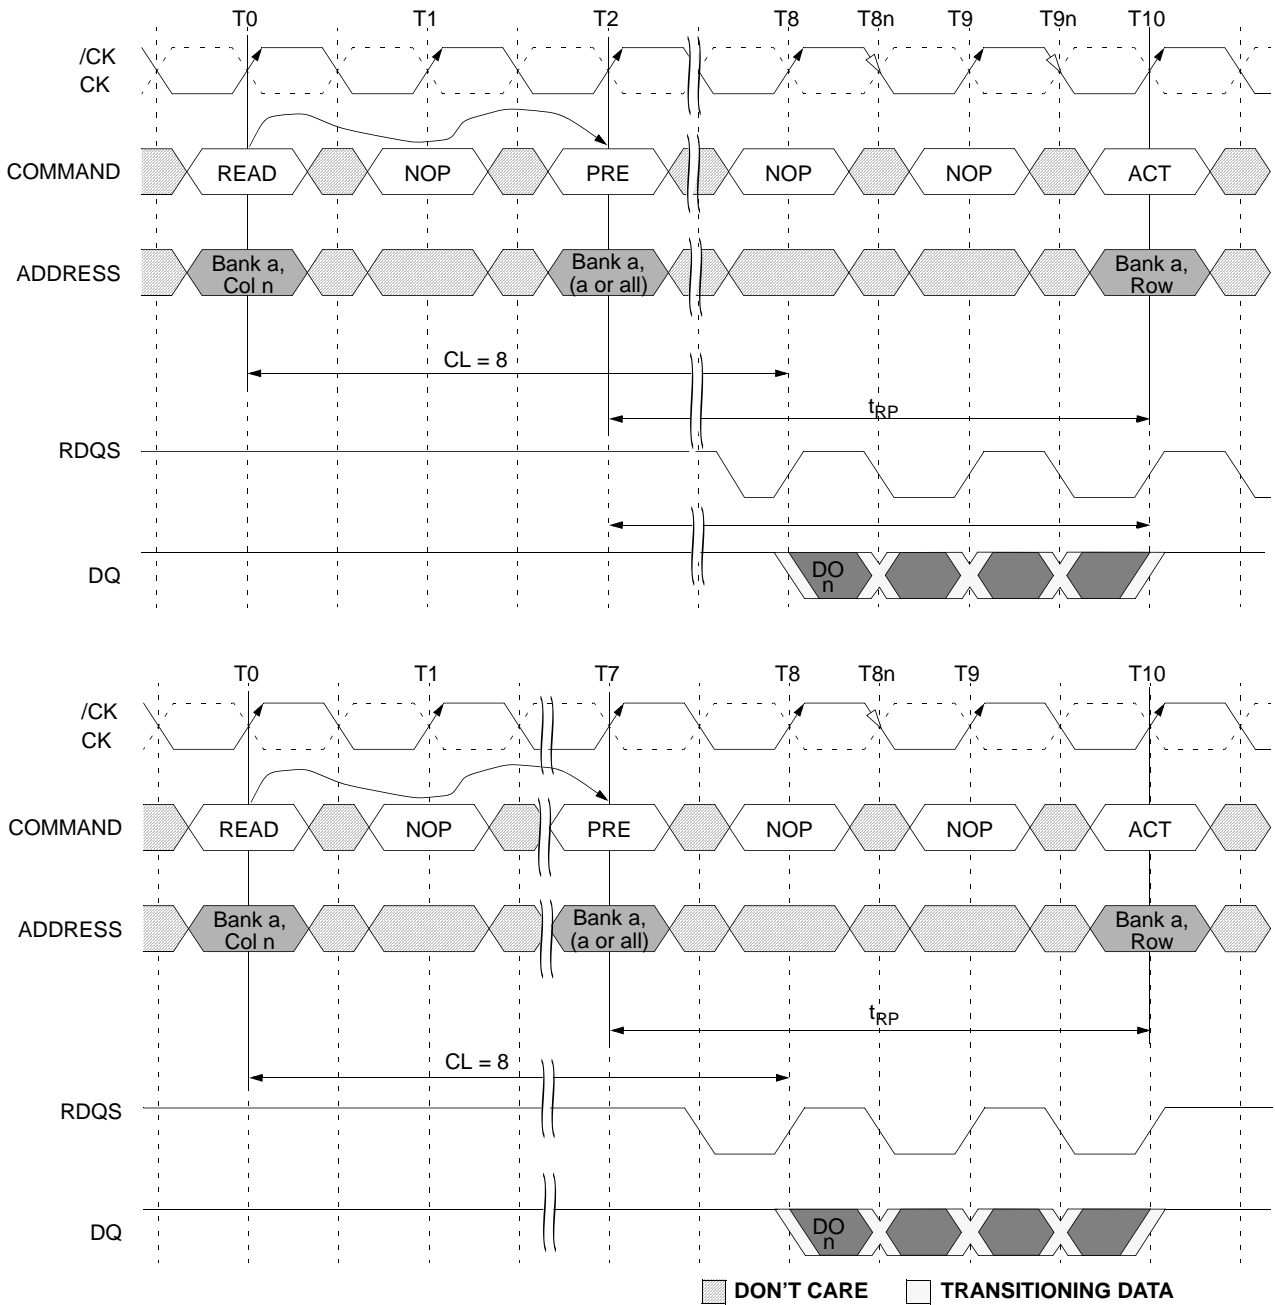 T0 T1 T2 T8 T8n T9 T9n T10
/CK
CK
COMMAND READ NOP PRE NOP NOP ACT
ADDRESS Bank a, Col n Bank a, (a or all) Bank a, Row
CL = 8
tRP
RDQS
DQ DO n
T0 T1 T7 T8 T8n T9 T10
/CK
CK
COMMAND READ NOP PRE NOP NOP ACT
ADDRESS Bank a, Col n Bank a, (a or all) Bank a, Row
tRP
CL = 8
RDQS
DQ DO n
DON'T CARE TRANSITIONING DATA